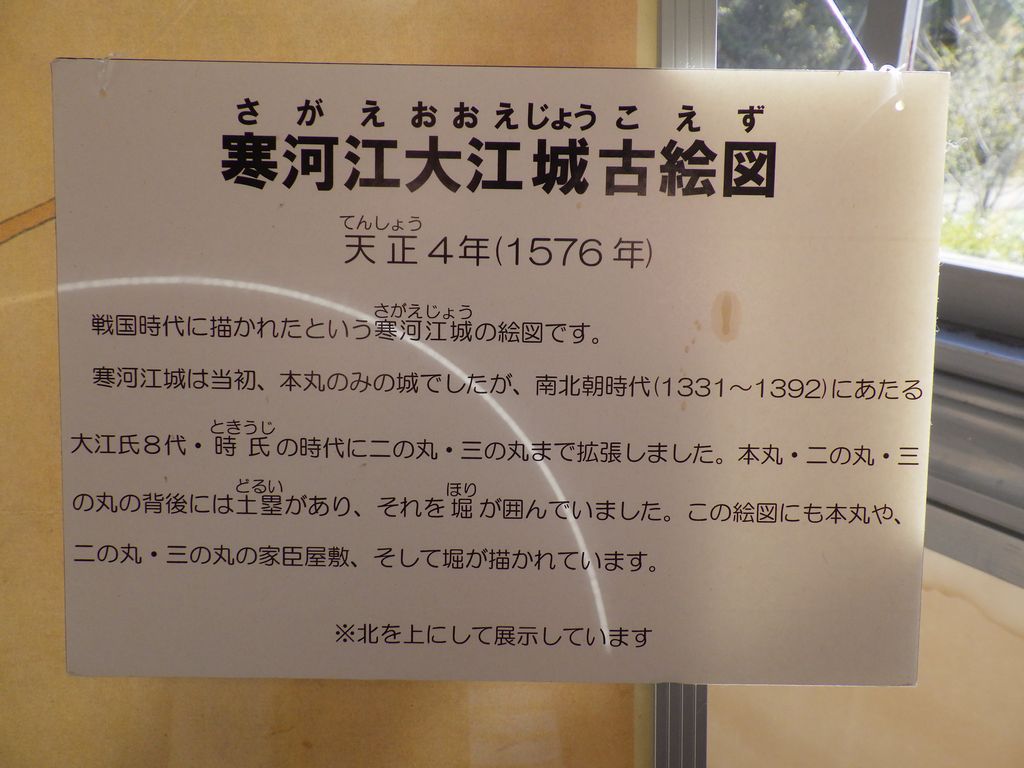 さがえおおえじょうこえず
寒河江大江城古絵図
てんしょう
天正4年(1576年)
さがえじょう
戦国時代に描かれたという寒河江城の絵図です。
寒河江城は当初、本丸のみの城でしたが、南北朝時代(1331〜1392)にあたる
ときうじ
大江氏8代・時氏の時代に二の丸・三の丸まで拡張しました。本丸・二の丸・三
どるい ほり
の丸の背後には土塁があり、それを堀が囲んでいました。この絵図にも本丸や、
二の丸・三の丸の家臣屋敷、そして堀が描かれています。
※北を上にして展示しています